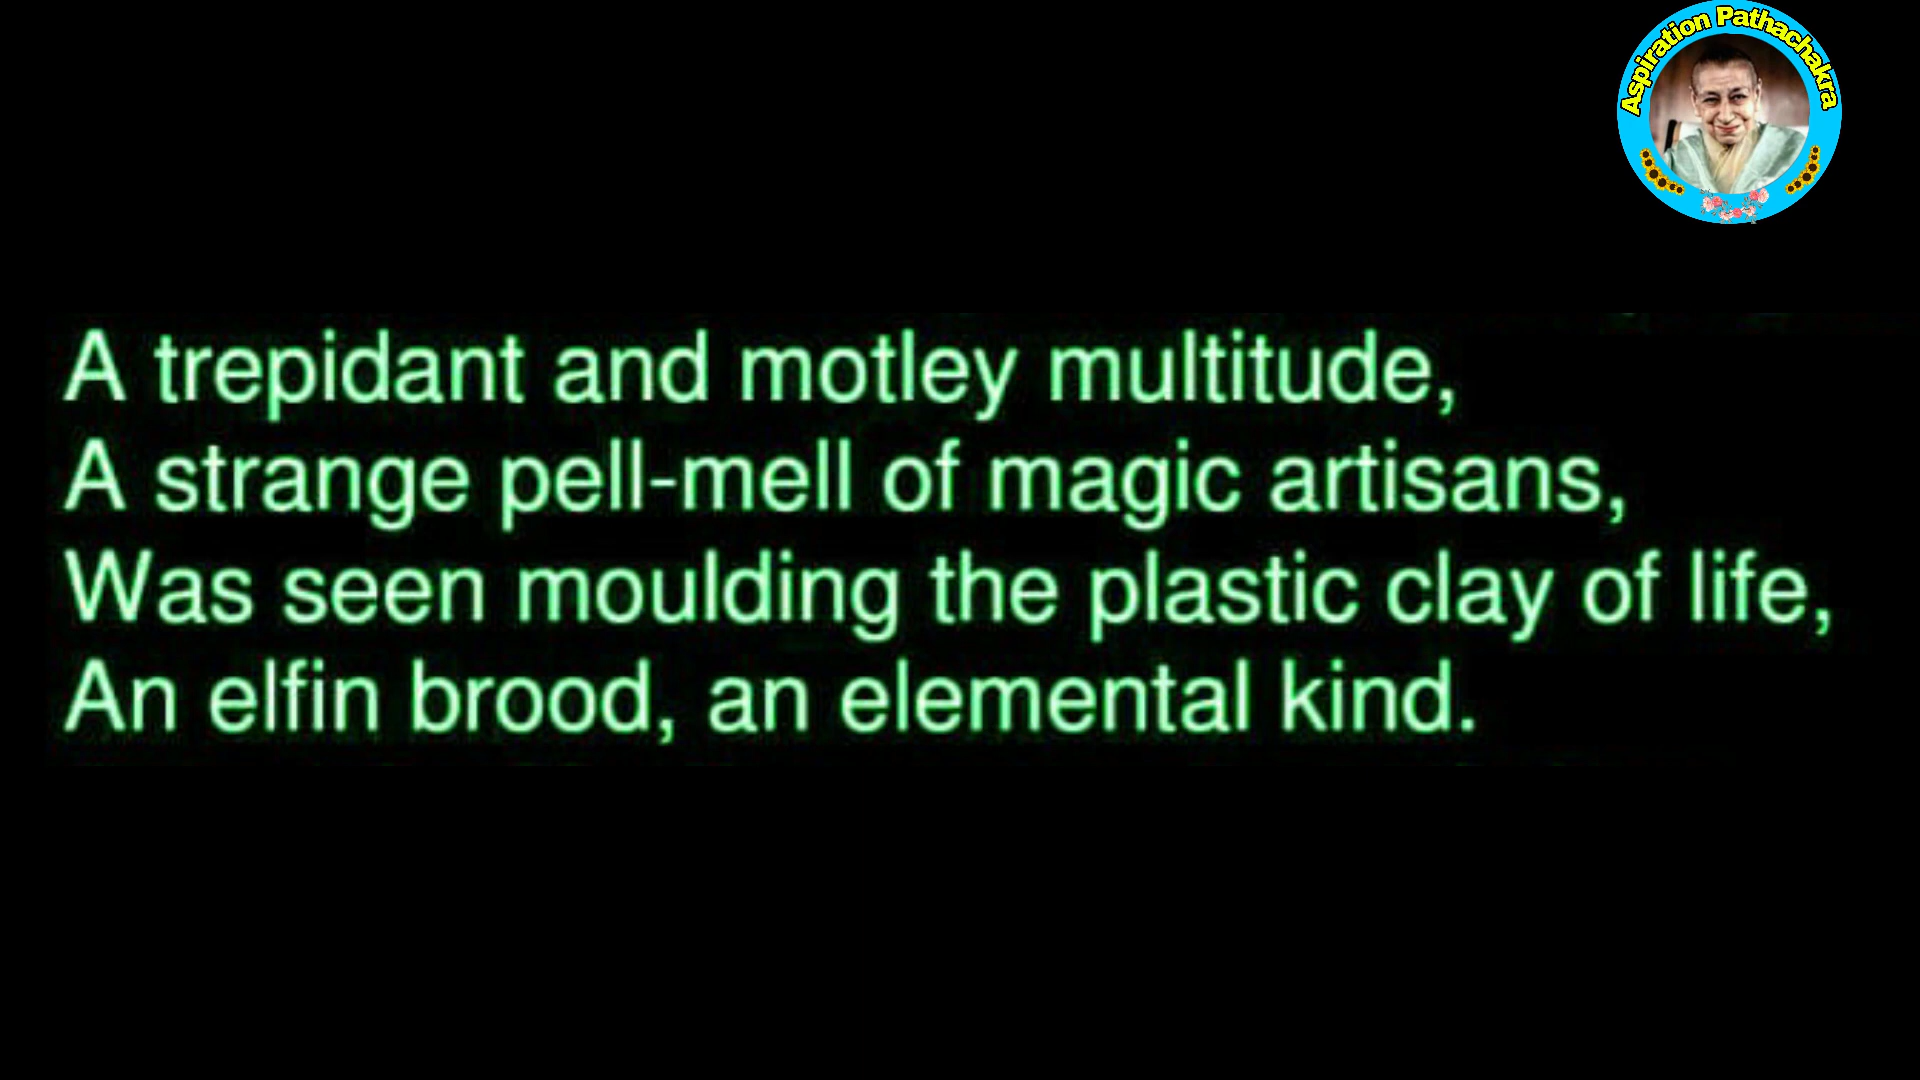 Aspiration Pathachakra
A trepidant and motley multitude,
A strange pell-mell of magic artisans,
Was seen moulding the plastic clay of life,
An elfin brood, an elemental kind.